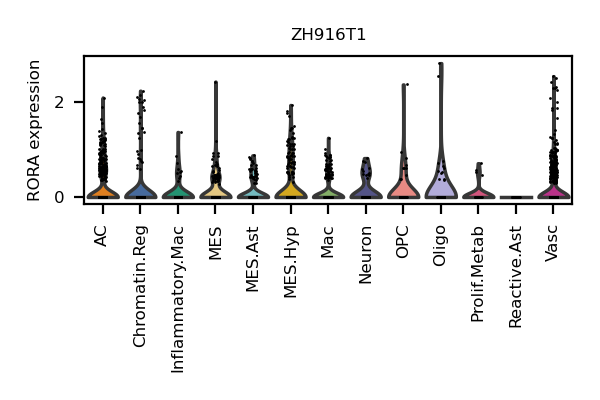 ZH916T1
RORA expression
2
0
AC
Chromatin.Reg
Inflammatory.Mac
MES
MES.Ast
MES.Hyp
Mac
Neuron
OPC
Oligo
Prolif.Metab
Reactive.Ast
Vasc